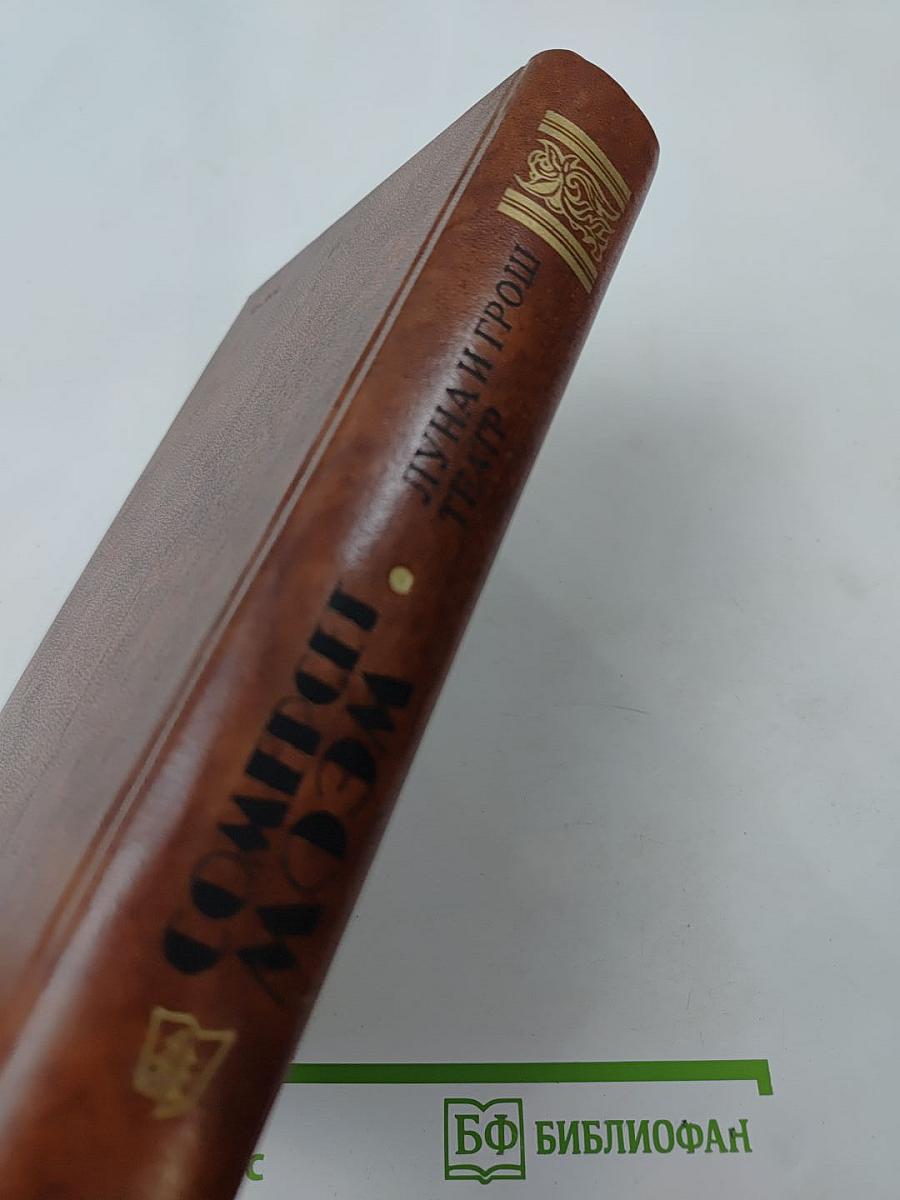 СОМЕРСЕТ
МОЭМ
ЛУНА И ГРОШ
ТЕАТР
БФ БИБЛИОФАН
С